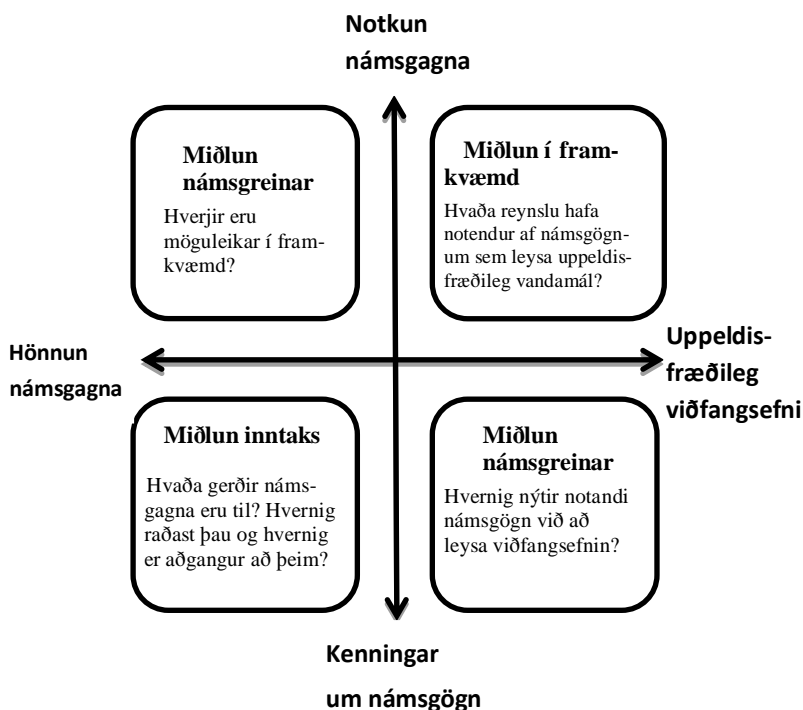 Notkun
námsgagna
Miðlun
námsgreinar
Hverjir eru
möguleikar í fram-
kvæmd?
Miðlun í fram-
kvæmd
Hvaða reynslu hafa
notendur af námsgögn-
um sem leysa uppeldis-
fræðileg vandamál?
Hönnun
námsgagna
Uppeldis-
fræðileg
viðfangsefni
Miðlun inntaks
Hvaða gerðir náms-
gagna eru til? Hvernig
raðast þau og hvernig
er aðgangur að þeim?
Miðlun
námsgreinar
Hvernig nýtir notandi
námsgögn við að
leysa viðfangsefnin?
Kenningar
um námsgögn